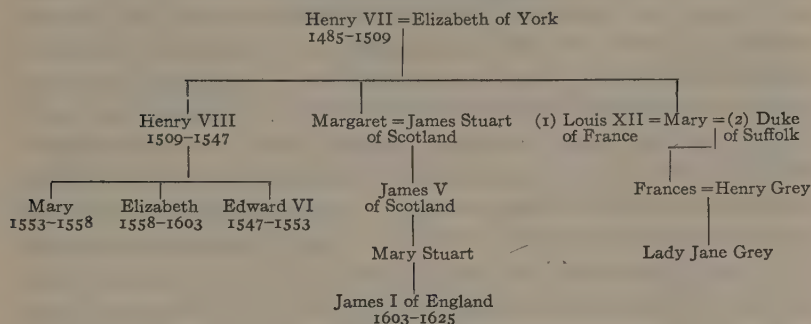 Henry VII = Elizabeth of York
1485–1509
Henry VIII
1509–1547
Margaret = James Stuart
of Scotland
(1) Louis XII = Mary = (2) Duke
of France of Suffolk
Mary
1553–1558
Elizabeth
1558–1603
Edward VI
1547–1553
James V
of Scotland
Frances = Henry Grey
Mary Stuart
Lady Jane Grey
James I of England
1603–1625